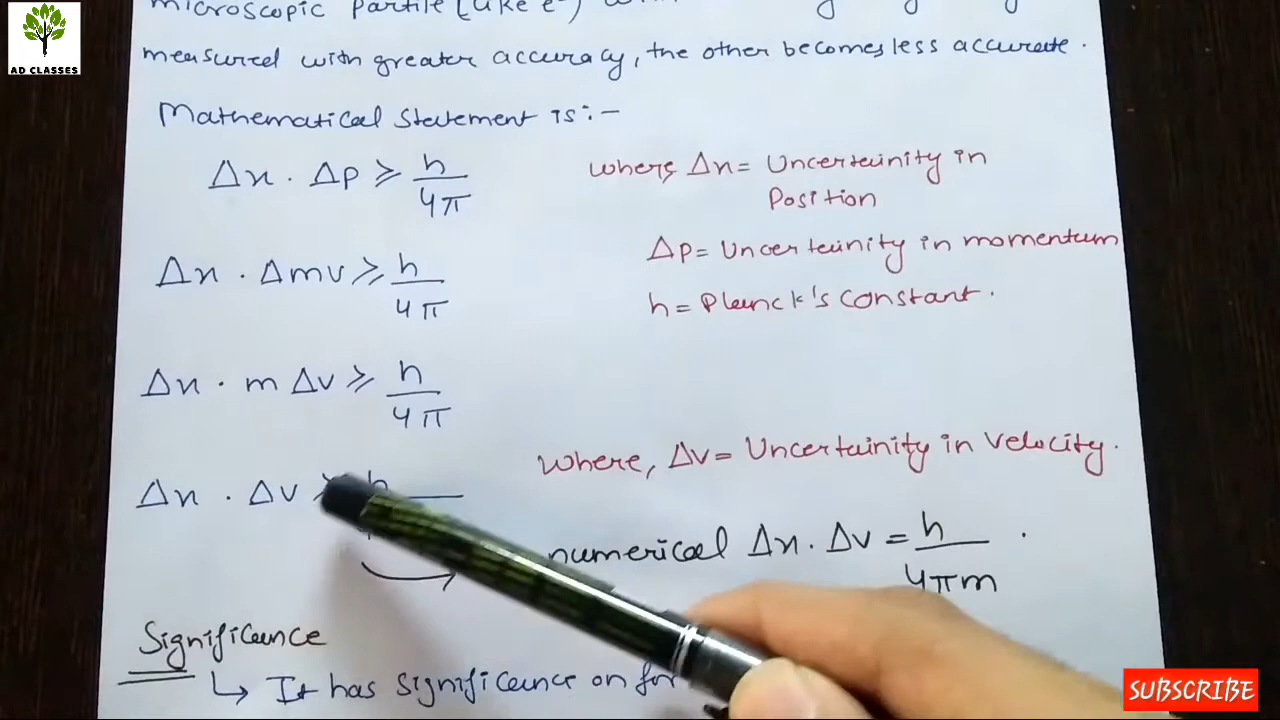 AD CLASSES
microscopic
measured with greater accuracy, the other becomes less accurate.
Mathematical Statement is:-
Δx . Δp ≥ h/4π
where, Δx = Uncertainity in
Position
Δp = Uncertainity in momentum
Δx . Δmv ≥ h/4π
h = Planck's Constant.
Δx . mΔv ≥ h/4π
where, Δv = Uncertainity in velocity.
Δx . Δv ≥ h
numerical Δx . Δv = h/4πm .
Significance
↳ It has significance on for
SUBSCRIBE